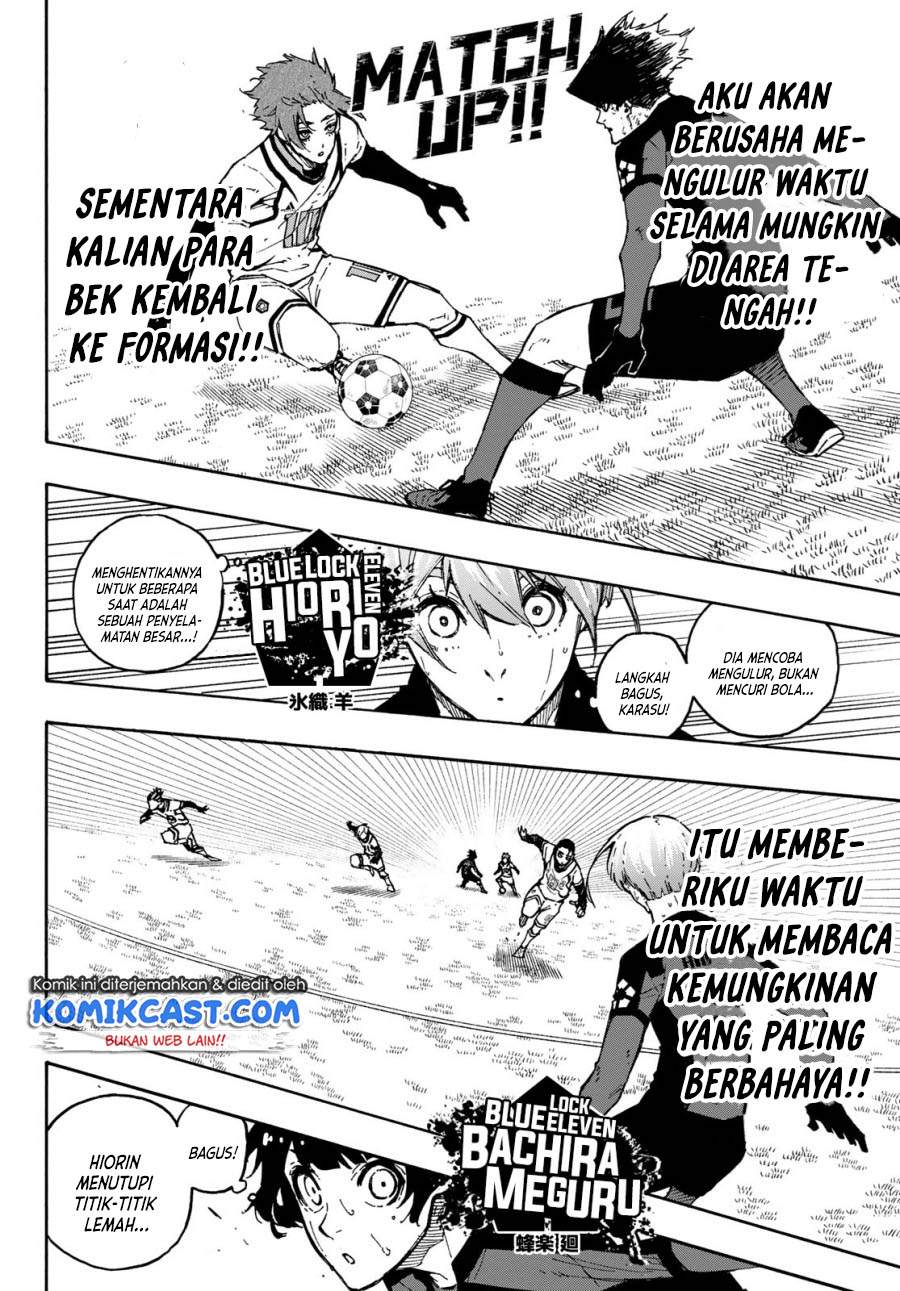 MATCH
UP!!
AKU AKAN
BERUSAHA ME-
NGULUR WAKTU
SELAMA MUNGKIN
DI AREA TE-
NGAH!!
SEMENTARA
KALIAN PARA
BEK KEMBALI
KE FORMASI!!
DIA MENCOBA
MENGULUR, BUKAN
MENCURI BOLA...
LANGKAH
BAGUS,
KARASU!
BLUE LOCK
ELEVEN
HIORI
YO
氷織 羊
MENGHENTIKANNYA
UNTUK BEBERAPA
SAAT ADALAH
SEBUAH PENYELA-
MATAN BESAR...!
ITU MEMBE-
RIKU WAKTU
UNTUK MEMBACA
KEMUNGKINAN
YANG PALING
BERBAHAYA!!
Komik ini diterjemahkan & diedit oleh
KOMIKCAST.COM
BUKAN WEB LAIN!!
BLUE LOCK
ELEVEN
BACHIRA
MEGURU
蜂楽 廻
BAGUS!
HIORIN
MENUTUPI
TITIK-TITIK
LEMAH...